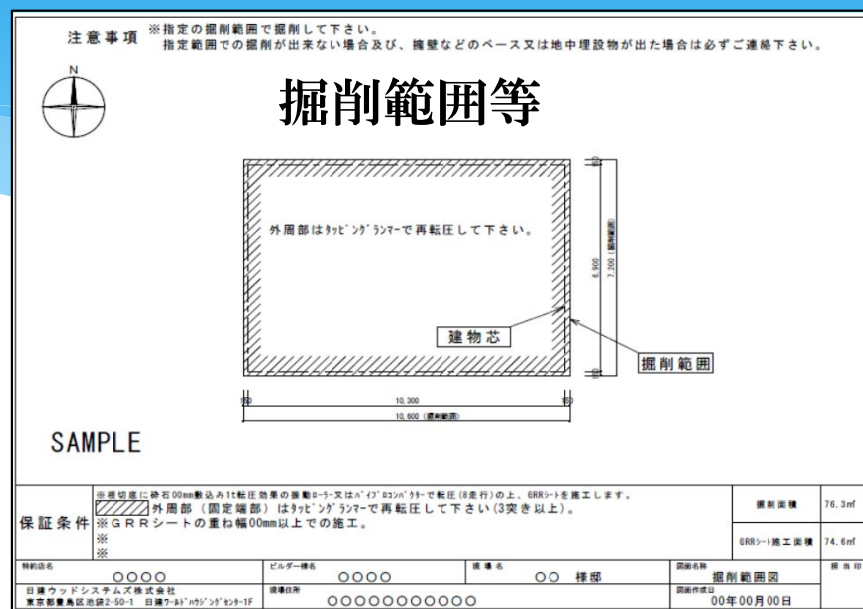 注意事項 ※指定の掘削範囲で掘削して下さい。
指定範囲での掘削が出来ない場合及び、擁壁などのベース又は地中埋設物が出た場合は必ずご連絡下さい。
N
掘削範囲等
外周部はﾀｯﾋﾟﾝｸﾞﾗﾝﾏｰで再転圧して下さい。
150
6,900
7,200（掘削範囲）
150
建物芯
掘削範囲
150 10,300 150
10,600（掘削範囲）
SAMPLE
保証条件
※根切底に砕石00mm敷込み1t転圧効果の振動ﾛｰﾗｰ又はﾊﾞｲﾌﾞﾛｺﾝﾊﾟｸﾀｰで転圧(8走行)の上、GRRｼｰﾄを施工します。
外周部（固定端部）はﾀｯﾋﾟﾝｸﾞﾗﾝﾏｰで再転圧して下さい(3突き以上)。
※ＧＲＲシートの重ね幅00mm以上での施工。
※
※
掘削面積 76.3㎡
GRRｼｰﾄ施工面積 74.6㎡
特約店名 〇〇〇〇
ビルダー様名 〇〇〇〇
現場名 〇〇 様邸
図面名称 掘削範囲図
担当印
日建ウッドシステムズ株式会社
東京都豊島区池袋2-50-1 日建ﾜｰﾙﾄﾞﾊｳｼﾞﾝｸﾞｾﾝﾀｰ1F
現場住所 〇〇〇〇〇〇〇〇〇〇〇
図面作成日 00年00月00日